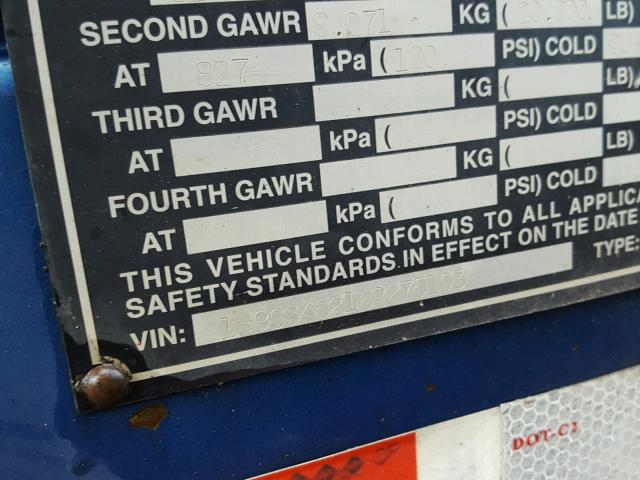 SECOND GAWR 9,071 KG ( LB)
AT 827 kPa ( 120 PSI) COLD
THIRD GAWR KG ( LB)
AT kPa ( PSI) COLD
FOURTH GAWR KG ( LB)
AT kPa ( PSI) COLD
THIS VEHICLE CONFORMS TO ALL
SAFETY STANDARDS IN EFFECT ON THE DATE
VIN: TYPE:
DOT-C2